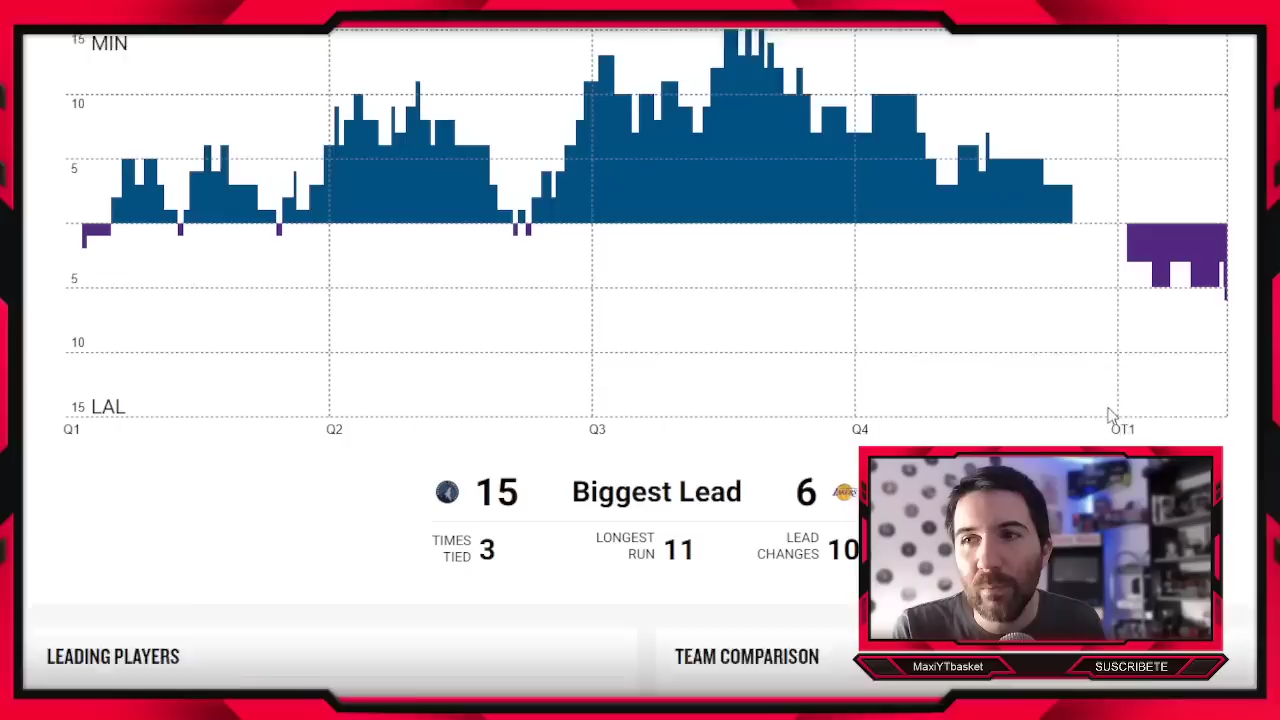 15 MIN
10
5
5
10
15 LAL
Q1 Q2 Q3 Q4 OT1
15 Biggest Lead 6
TIMES TIED 3 LONGEST RUN 11 LEAD CHANGES 10
LEADING PLAYERS
TEAM COMPARISON
MaxiYTbasket
SUSCRIBETE